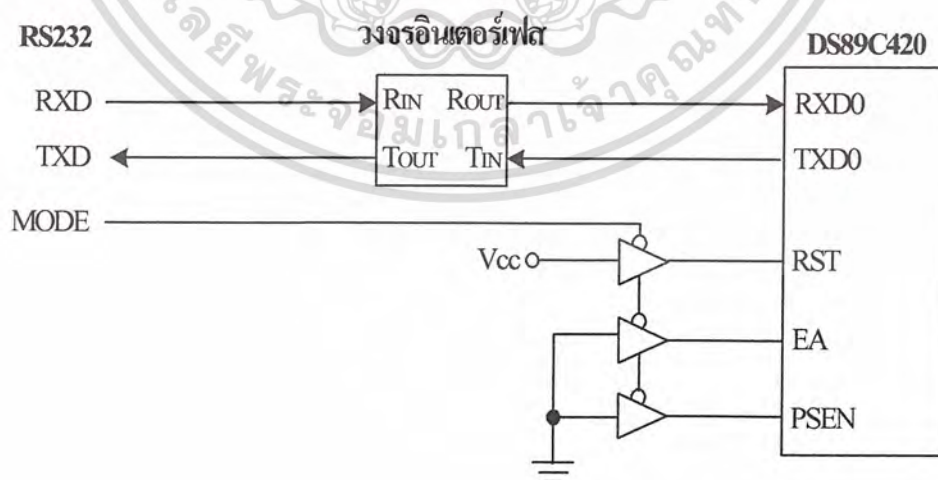 RS232
วงจรอินเตอร์เฟส
DS89C420
RXD
RIN ROUT
RXD0
TXD
TOUT TIN
TXD0
MODE
Vcc
RST
EA
PSEN